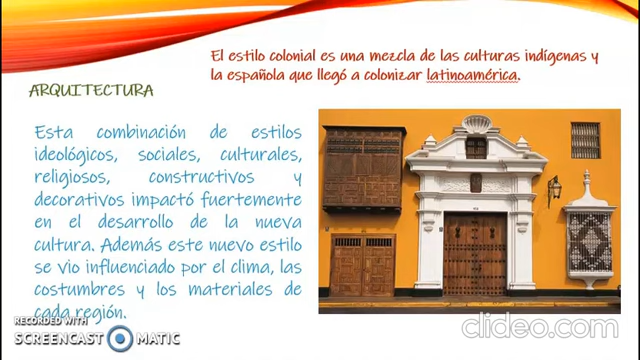 El estilo colonial es una mezcla de las culturas indígenas y
la española que llegó a colonizar latinoamérica.
ARQUITECTURA
Esta combinación de estilos
ideológicos, sociales, culturales,
religiosos, constructivos y
decorativos impactó fuertemente
en el desarrollo de la nueva
cultura. Además este nuevo estilo
se vio influenciado por el clima, las
costumbres y los materiales de
cada región.
RECORDED WITH
SCREENCAST MATIC
clideo.com